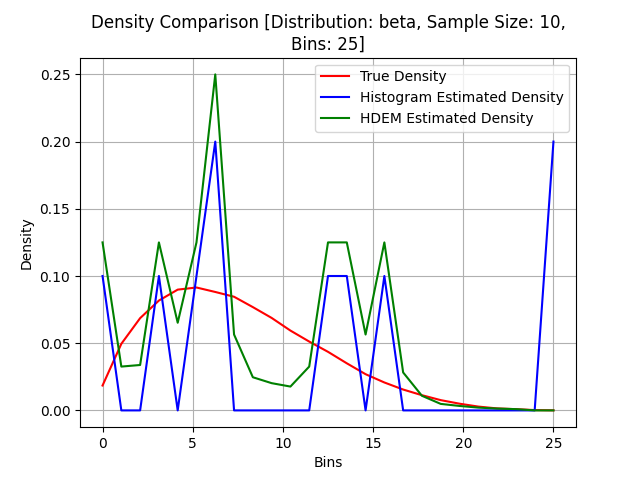 Density Comparison [Distribution: beta, Sample Size: 10,
Bins: 25]
True Density
Histogram Estimated Density
HDEM Estimated Density
Density
0.25
0.20
0.15
0.10
0.05
0.00
0 5 10 15 20 25
Bins